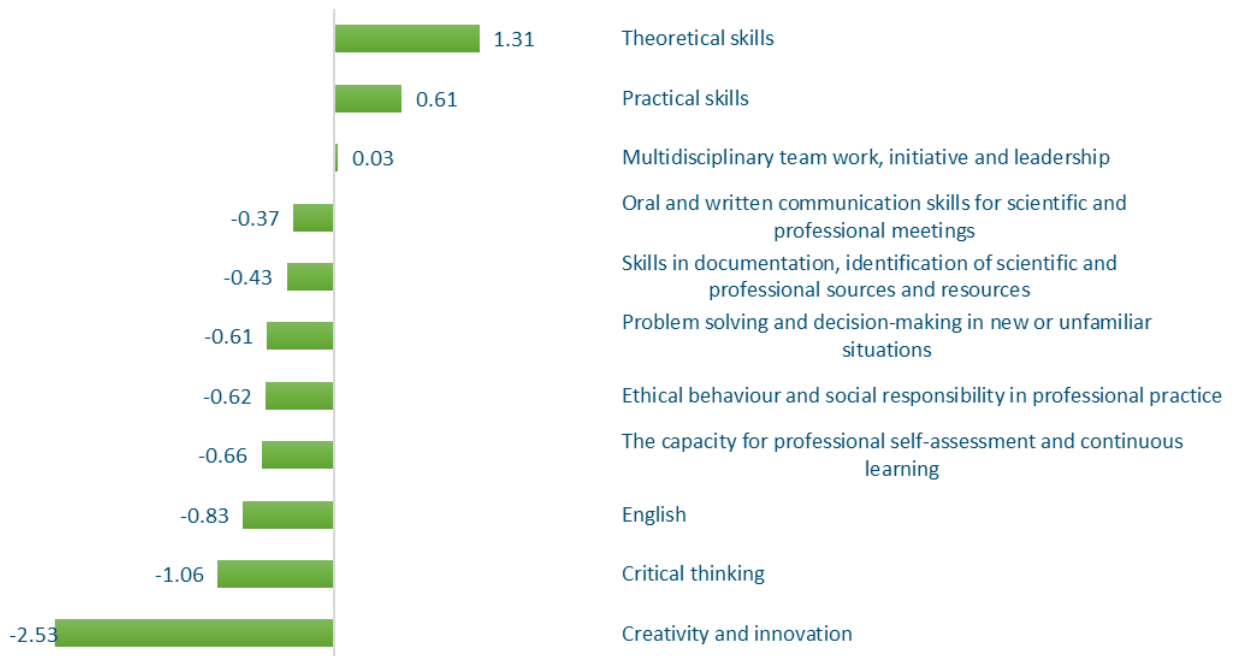 1.31 Theoretical skills
0.61 Practical skills
0.03 Multidisciplinary team work, initiative and leadership
-0.37 Oral and written communication skills for scientific and
professional meetings
-0.43 Skills in documentation, identification of scientific and
professional sources and resources
-0.61 Problem solving and decision-making in new or unfamiliar
situations
-0.62 Ethical behaviour and social responsibility in professional practice
-0.66 The capacity for professional self-assessment and continuous
learning
-0.83 English
-1.06 Critical thinking
-2.53 Creativity and innovation